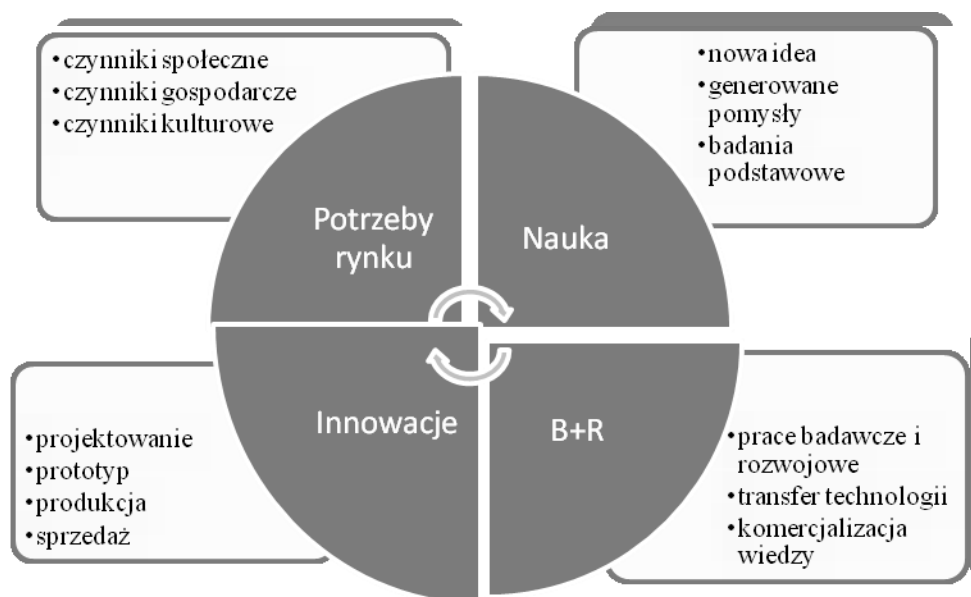 •czynniki społeczne
•czynniki gospodarcze
•czynniki kulturowe
•nowa idea
•generowane
pomysły
•badania
podstawowe
Potrzeby
rynku
Nauka
Innowacje
B+R
•projektowanie
•prototyp
•produkcja
•sprzedaż
•prace badawcze i
rozwojowe
•transfer technologii
•komercjalizacja
wiedzy